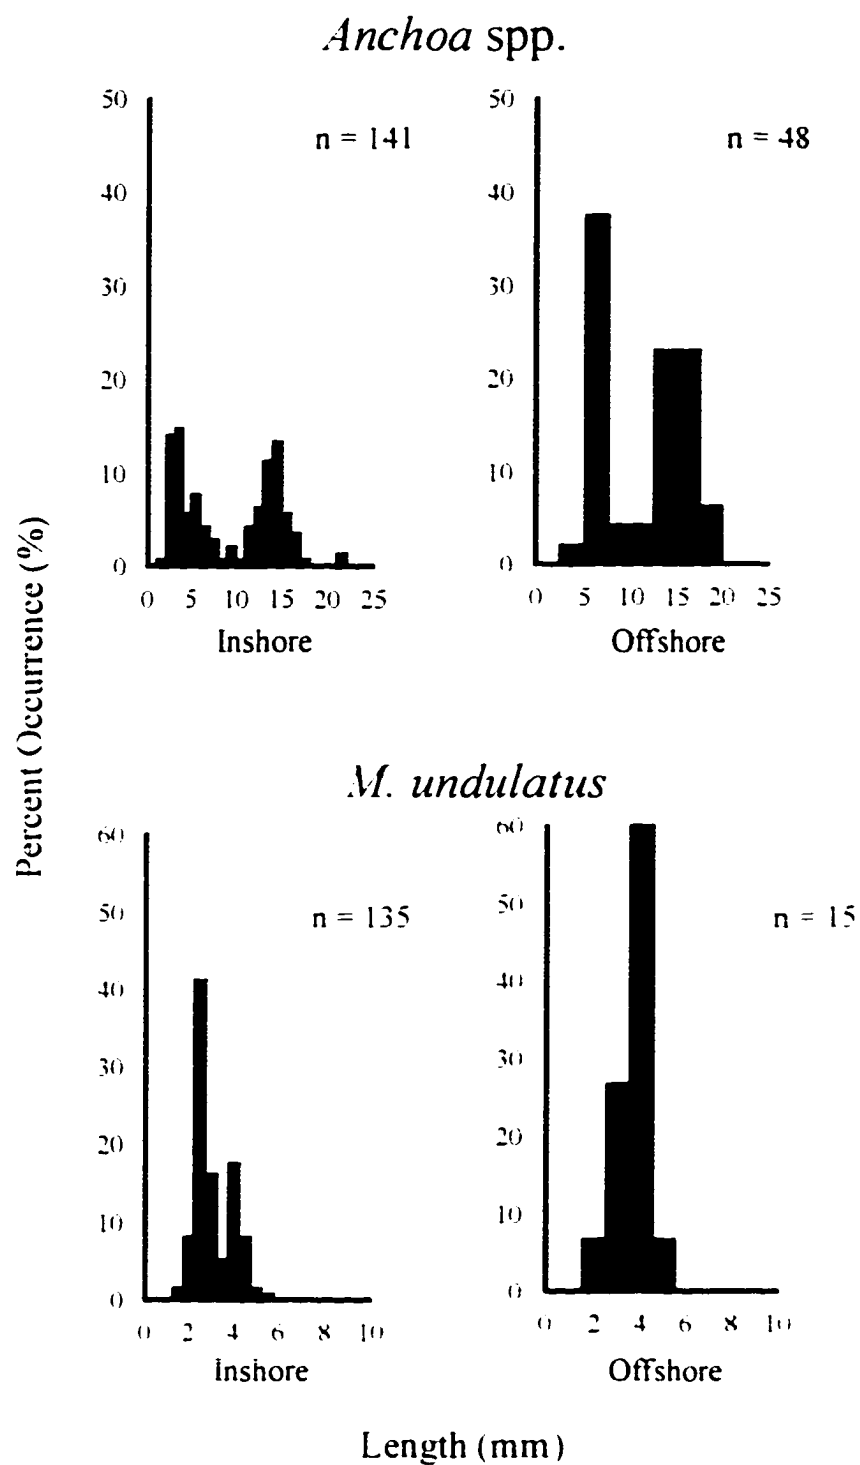 Anchoa spp.
50
40
30
20
10
0
n = 141
0 5 10 15 20 25
Inshore
50
40
30
20
10
0
n = 48
0 5 10 15 20 25
Offshore
Percent Occurrence (%)
M. undulatus
60
50
40
30
20
10
0
n = 135
0 2 4 6 8 10
Inshore
60
50
40
30
20
10
0
n = 15
0 2 4 6 8 10
Offshore
Length (mm)